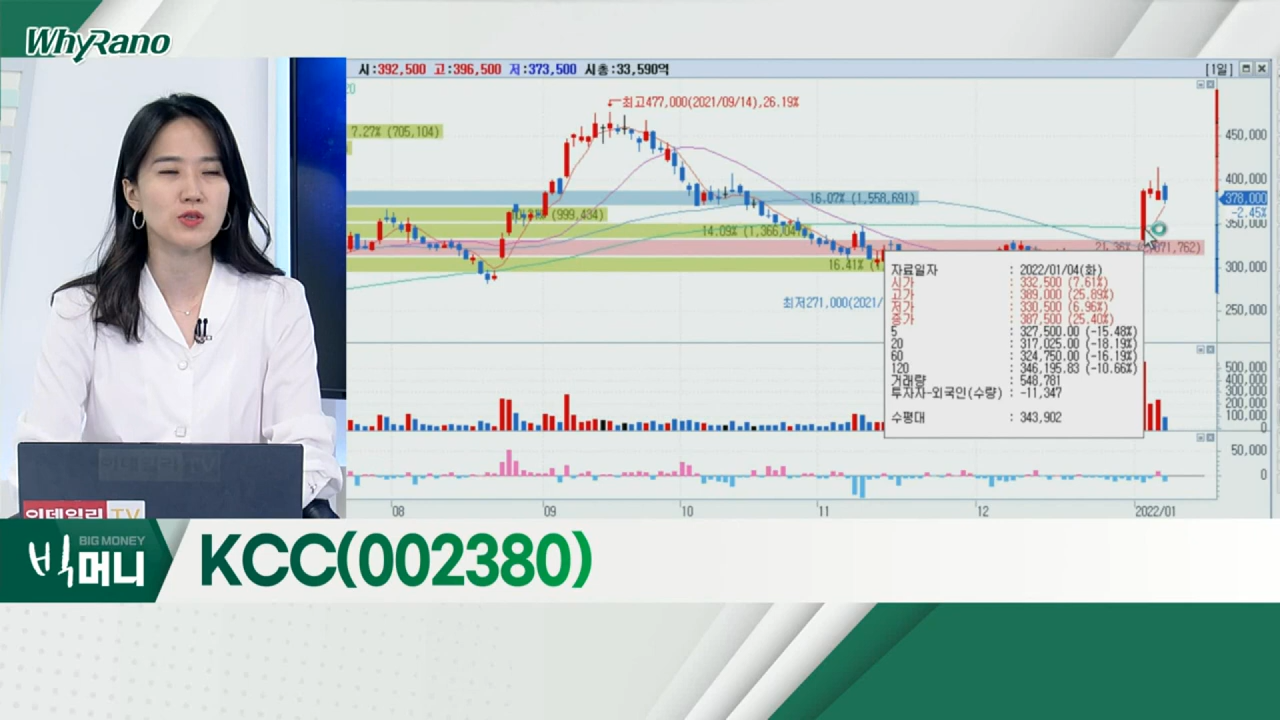 WhyRano
시:392,500 고:396,500 저:373,500 시총:33,590억
[1일]
최고477,000(2021/09/14),26.19%
7.27% (705,104)
450,000
400,000
16.07% (1,558,691)
378,000
-2.45%
(999,434)
350,000
14.09% (1,366,04
16.41% (1,
300,000
최저271,000(2021/
250,000
자료일자 : 2022/01/04(화)
시가 : 332,500 (7.61%)
고가 : 389,000 (25.89%)
저가 : 330,500 (6.96%)
종가 : 387,500 (25.40%)
5 : 327,500.00 (-15.48%)
20 : 317,025.00 (-18.19%)
60 : 324,750.00 (-16.19%)
120 : 346,195.83 (-10.66%)
거래량 : 548,781
투자자-외국인(수량) : -11,347
수평대 : 343,902
500,000
400,000
300,000
200,000
100,000
0
50,000
0
08 09 10 11 12 2022/01
이데일리 TV
이데일리 TV
BIG MONEY
빅머니
KCC(002380)